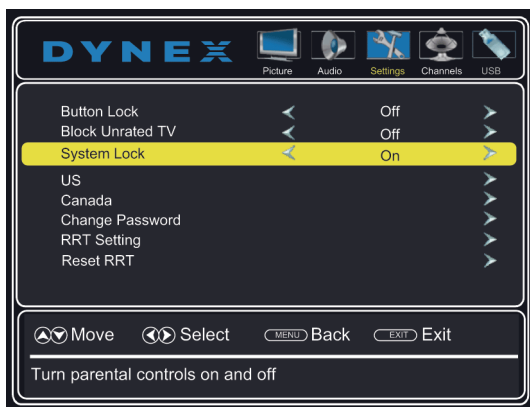 DYNEX
Picture Audio Settings Channels USB
Button Lock Off
Block Unrated TV Off
System Lock On
US
Canada
Change Password
RRT Setting
Reset RRT
Move Select MENU Back EXIT Exit
Turn parental controls on and off